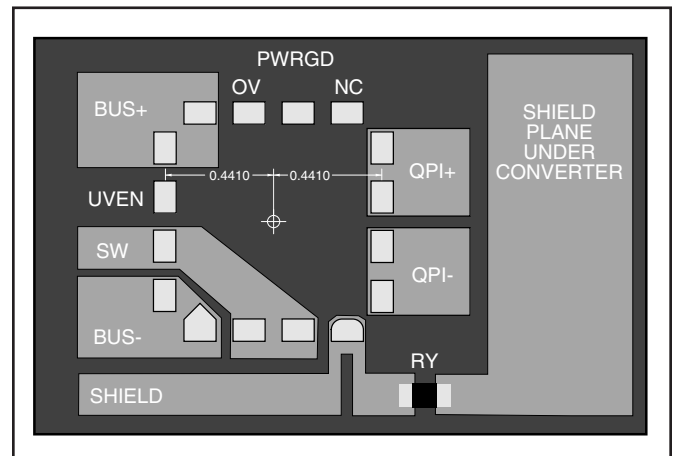 PWRGD
OV
NC
BUS+
SHIELD
PLANE
UNDER
CONVERTER
QPI+
0.4410
0.4410
UVEN
SW
QPI-
BUS-
RY
SHIELD